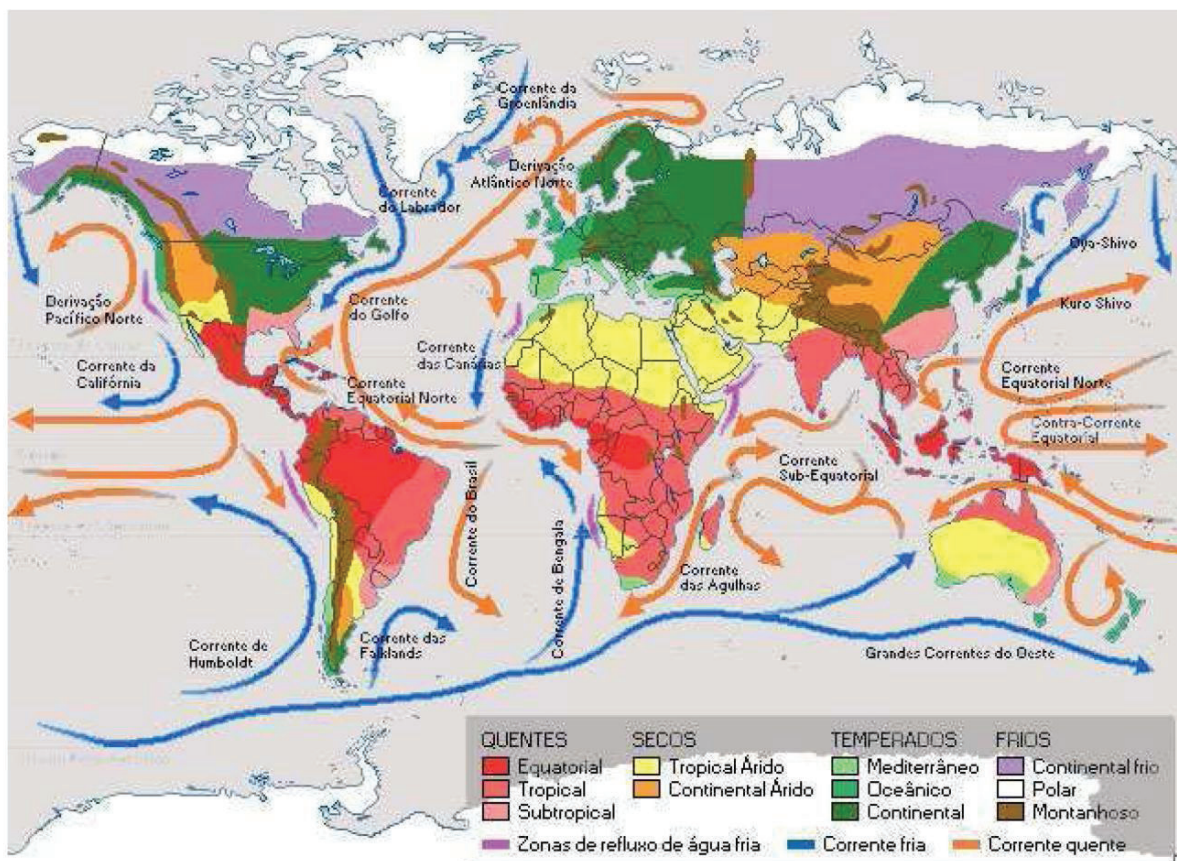 Corrente da
Groenlândia
Derivação
Atlântico Norte
Corrente
do Labrador
Oya-Shivo
Derivação
Pacífico Norte
Corrente
do Golfo
Kuro Shivo
Corrente da
Califórnia
Corrente
das Canárias
Corrente
Equatorial Norte
Corrente
Equatorial Norte
Contra-Corrente
Equatorial
Corrente
Sub-Equatorial
Corrente do Brasil
Corrente de Bengala
Corrente
das Agulhas
Corrente de
Humboldt
Corrente das
Falklands
Grandes Correntes do Oeste
QUENTES
Equatorial
Tropical
Subtropical
SECOS
Tropical Árido
Continental Árido
TEMPERADOS
Mediterrâneo
Oceânico
Continental
FRIOS
Continental frio
Polar
Montanhoso
Zonas de refluxo de água fria
Corrente fria
Corrente quente